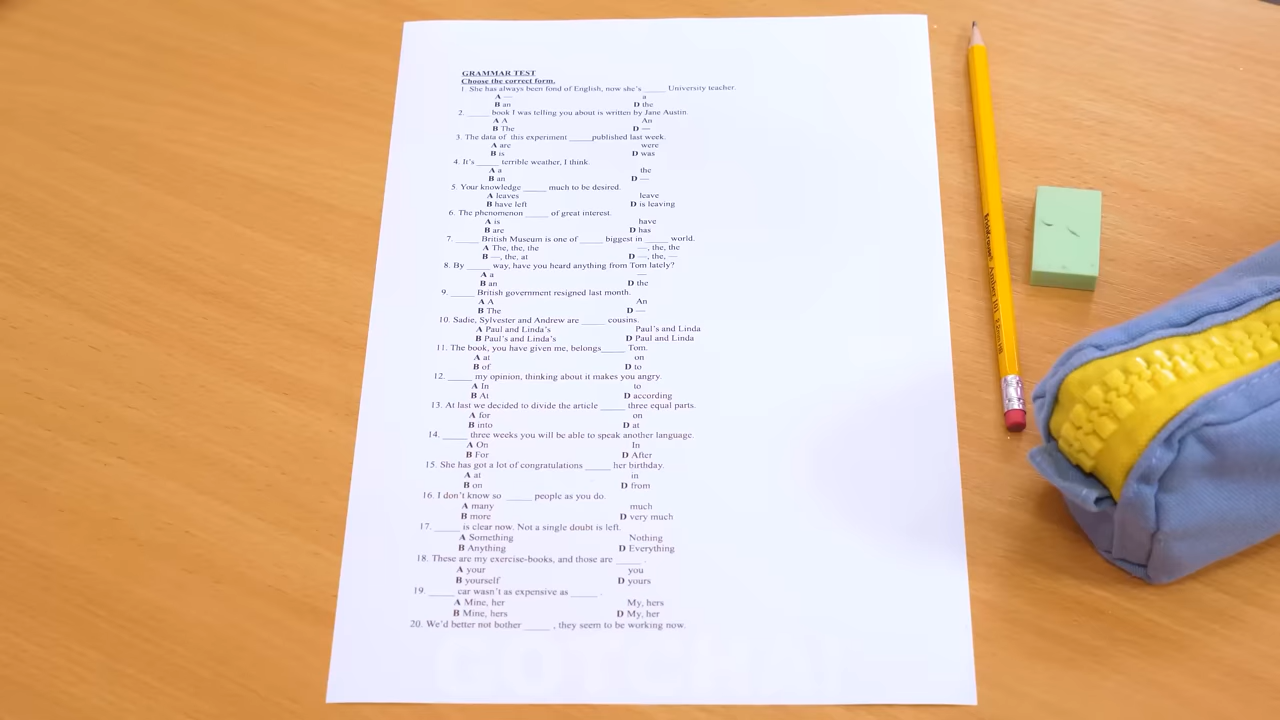 GRAMMAR TEST
Choose the correct form.
1. She has always been fond of English, now she's _____ University teacher.
A — a
B an D the
2. _____ book I was telling you about is written by Jane Austin.
A A An
B The D —
3. The data of this experiment _____published last week.
A are were
B is D was
4. It's _____ terrible weather, I think.
A a the
B an D —
5. Your knowledge _____ much to be desired.
A leaves leave
B have left D is leaving
6. The phenomenon _____ of great interest.
A is have
B are D has
7. _____ British Museum is one of _____ biggest in _____ world.
A The, the, the —, the, the
B —, the, at D —, the, —
8. By _____ way, have you heard anything from Tom lately?
A a —
B an D the
9. _____ British government resigned last month.
A A An
B The D —
10. Sadie, Sylvester and Andrew are _____ cousins.
A Paul and Linda's Paul's and Linda
B Paul's and Linda's D Paul and Linda
11. The book, you have given me, belongs_____ Tom.
A at on
B of D to
12. _____ my opinion, thinking about it makes you angry.
A In to
B At D according
13. At last we decided to divide the article _____ three equal parts.
A for on
B into D at
14. _____ three weeks you will be able to speak another language.
A On In
B For D After
15. She has got a lot of congratulations _____ her birthday.
A at in
B on D from
16. I don't know so _____ people as you do.
A many much
B more D very much
17. _____ is clear now. Not a single doubt is left.
A Something Nothing
B Anything D Everything
18. These are my exercise-books, and those are _____ .
A your you
B yourself D yours
19. _____ car wasn't as expensive as _____ .
A Mine, her My, hers
B Mine, hers D My, her
20. We'd better not bother _____ , they seem to be working now.